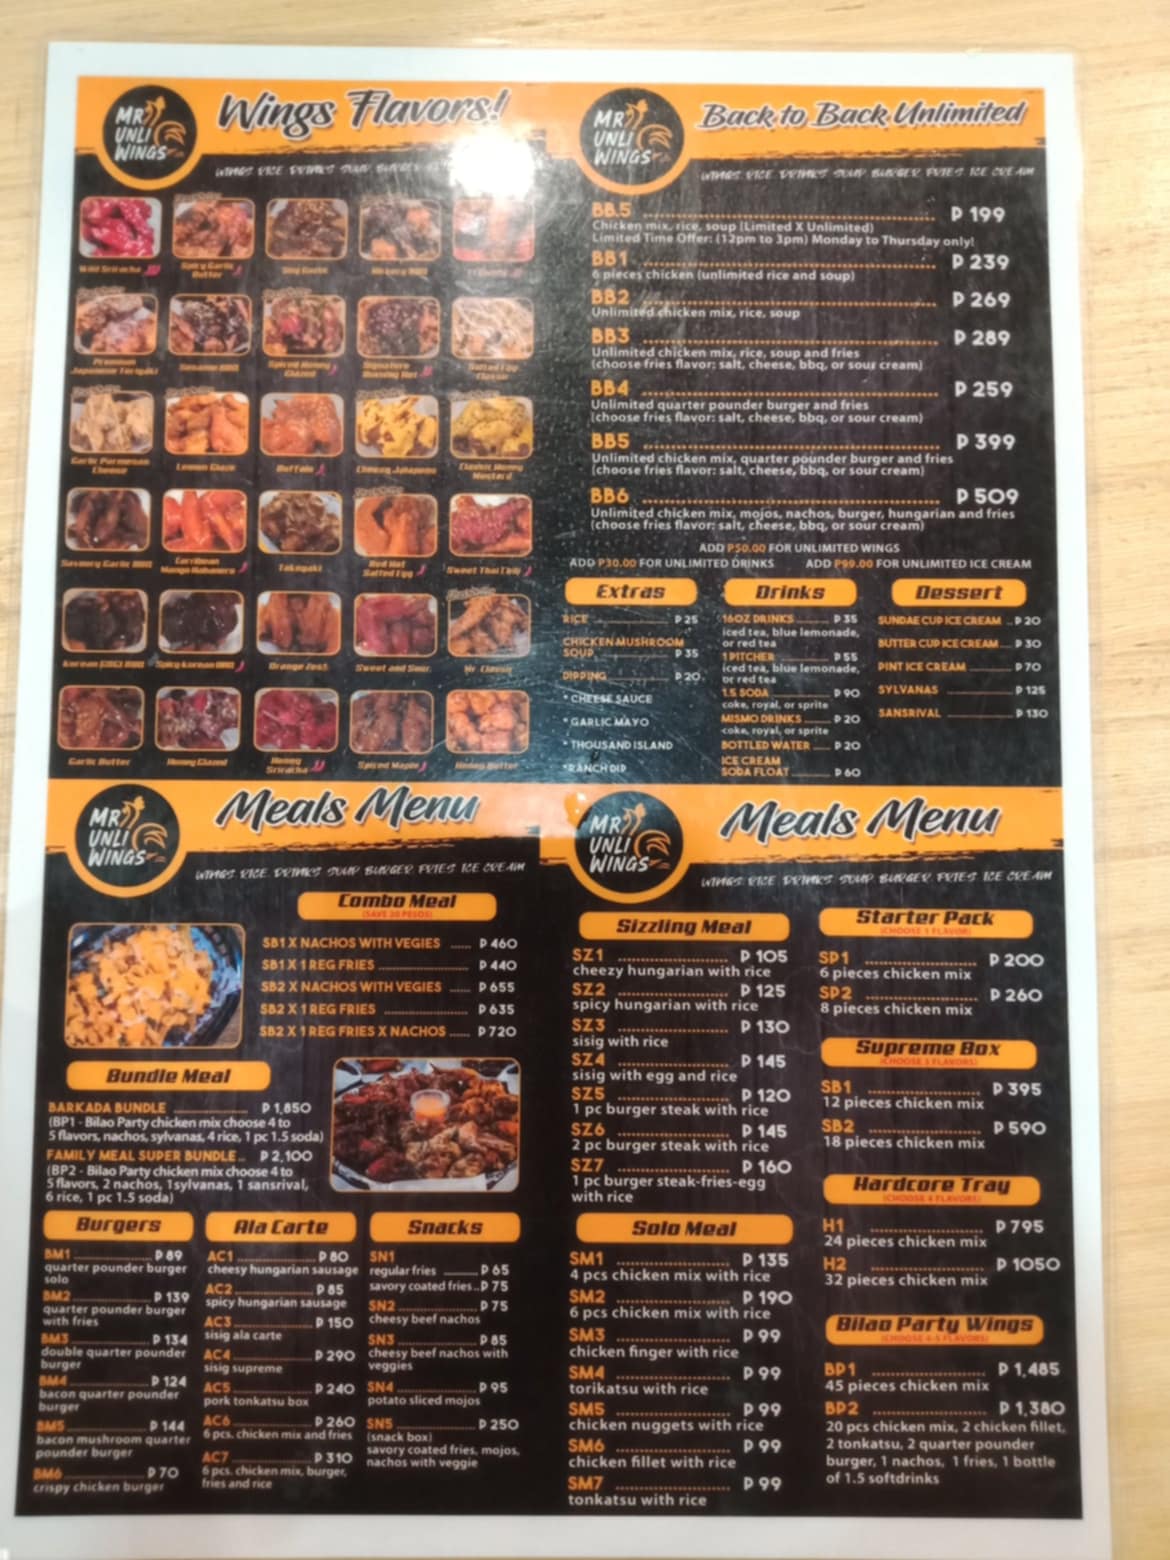 MR
UNLI
WINGS
Wings Flavors!
WINGS RICE DRINKS SOUP BURGER
Wild Sriracha
Spicy Garlic
Butter
Soy Garlic
Hickory BBQ
Premium
Japanese Teriyaki
Sesame BBQ
Spiced Honey
Glazed
Signature
Burning Hot
Salted Egg
Garlic Parmesan
Cheese
Lemon Glaze
Buffalo
Cheesy Jalapeno
Classic Honey
Mustard
Savoury Garlic BBQ
Carribean
Mango Habanero
Takoyaki
Red Hot
Salted Egg
Sweet Thai Chili
Korean (BBG) BBQ
Spicy Korean BBQ
Orange Zest
Sweet and Sour
Mr Classic
Garlic Butter
Honey Glazed
Honey
Sriracha
Spiced Maple
Honey Butter
MR
UNLI
WINGS
Back to Back Unlimited
WINGS RICE DRINKS SOUP BURGER FRIES ICE CREAM
BB.5 P 199
Chicken mix, rice, soup (Limited X Unlimited)
Limited Time Offer: (12pm to 3pm) Monday to Thursday only!
BB1 P 239
6 pieces chicken (unlimited rice and soup)
BB2 P 269
Unlimited chicken mix, rice, soup
BB3 P 289
Unlimited chicken mix, rice, soup and fries
(choose fries flavor: salt, cheese, bbq, or sour cream)
BB4 P 259
Unlimited quarter pounder burger and fries
(choose fries flavor: salt, cheese, bbq, or sour cream)
BB5 P 399
Unlimited chicken mix, quarter pounder burger and fries
(choose fries flavor: salt, cheese, bbq, or sour cream)
BB6 P 509
Unlimited chicken mix, mojos, nachos, burger, hungarian and fries
(choose fries flavor: salt, cheese, bbq, or sour cream)
ADD P50.00 FOR UNLIMITED WINGS
ADD P30.00 FOR UNLIMITED DRINKS ADD P99.00 FOR UNLIMITED ICE CREAM
Extras
RICE P 25
CHICKEN MUSHROOM
SOUP P 35
DIPPING P 20
* CHEESE SAUCE
* GARLIC MAYO
* THOUSAND ISLAND
*RANCH DIP
Drinks
16OZ DRINKS P 35
iced tea, blue lemonade,
or red tea
1 PITCHER P 55
iced tea, blue lemonade,
or red tea
1.5 SODA P 90
coke, royal, or sprite
MISMO DRINKS P 20
coke, royal, or sprite
BOTTLED WATER P 20
ICE CREAM
SODA FLOAT P 60
Dessert
SUNDAE CUP ICE CREAM P 20
BUTTER CUP ICE CREAM P 30
PINT ICE CREAM P 70
SYLVANAS P 125
SANSRIVAL P 130
MR
UNLI
WINGS
Meals Menu
WINGS RICE DRINKS SOUP BURGER FRIES ICE CREAM
Combo Meal
(SAVE 20 PESOS)
SB1 X NACHOS WITH VEGIES P 460
SB1 X 1 REG FRIES P 440
SB2 X NACHOS WITH VEGIES P 655
SB2 X 1 REG FRIES P 635
SB2 X 1 REG FRIES X NACHOS P 720
Bundle Meal
BARKADA BUNDLE P 1,850
(BP1 - Bilao Party chicken mix choose 4 to
5 flavors, nachos, sylvanas, 4 rice, 1 pc 1.5 soda)
FAMILY MEAL SUPER BUNDLE P 2,100
(BP2 - Bilao Party chicken mix choose 4 to
5 flavors, 2 nachos, 1sylvanas, 1 sansrival,
6 rice, 1 pc 1.5 soda)
Burgers
BM1 P 89
quarter pounder burger
solo
BM2 P 139
quarter pounder burger
with fries
BM3 P 134
double quarter pounder
burger
BM4 P 124
bacon quarter pounder
burger
BM5 P 144
bacon mushroom quarter
pounder burger
BM6 P 70
crispy chicken burger
Ala Carte
AC1 P 80
cheesy hungarian sausage
AC2 P 85
spicy hungarian sausage
AC3 P 150
sisig ala carte
AC4 P 290
sisig supreme
AC5 P 240
pork tonkatsu box
AC6 P 260
6 pcs. chicken mix and fries
AC7 P 310
6 pcs. chicken mix, burger,
fries and rice
Snacks
SN1
regular fries P 65
savory coated fries..P 75
SN2 P 75
cheesy beef nachos
SN3 P 85
cheesy beef nachos with
veggies
SN4 P 95
potato sliced mojos
SN5 P 250
(snack box)
savory coated fries, mojos,
nachos with veggie
MR
UNLI
WINGS
Meals Menu
WINGS RICE DRINKS SOUP BURGER FRIES ICE CREAM
Sizzling Meal
SZ1 P 105
cheezy hungarian with rice
SZ2 P 125
spicy hungarian with rice
SZ3 P 130
sisig with rice
SZ4 P 145
sisig with egg and rice
SZ5 P 120
1 pc burger steak with rice
SZ6 P 145
2 pc burger steak with rice
SZ7 P 160
1 pc burger steak-fries-egg
with rice
Solo Meal
SM1 P 135
4 pcs chicken mix with rice
SM2 P 190
6 pcs chicken mix with rice
SM3 P 99
chicken finger with rice
SM4 P 99
torikatsu with rice
SM5 P 99
chicken nuggets with rice
SM6 P 99
chicken fillet with rice
SM7 P 99
tonkatsu with rice
Starter Pack
(CHOOSE 1 FLAVOR)
SP1 P 200
6 pieces chicken mix
SP2 P 260
8 pieces chicken mix
Supreme Box
(CHOOSE 3 FLAVORS)
SB1 P 395
12 pieces chicken mix
SB2 P 590
18 pieces chicken mix
Hardcore Tray
(CHOOSE 4 FLAVORS)
H1 P 795
24 pieces chicken mix
H2 P 1050
32 pieces chicken mix
Bilao Party Wings
(CHOOSE 4-5 FLAVORS)
BP1 P 1,485
45 pieces chicken mix
BP2 P 1,380
20 pcs chicken mix, 2 chicken fillet,
2 tonkatsu, 2 quarter pounder
burger, 1 nachos, 1 fries, 1 bottle
of 1.5 softdrinks